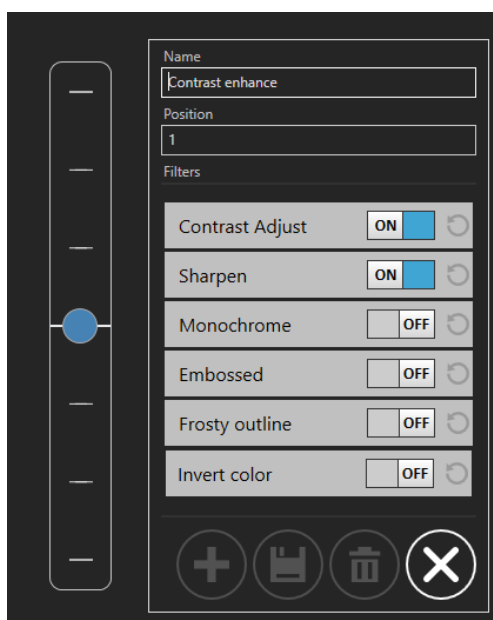 Name
Contrast enhance
Position
1
Filters
Contrast Adjust ON
Sharpen ON
Monochrome OFF
Embossed OFF
Frosty outline OFF
Invert color OFF